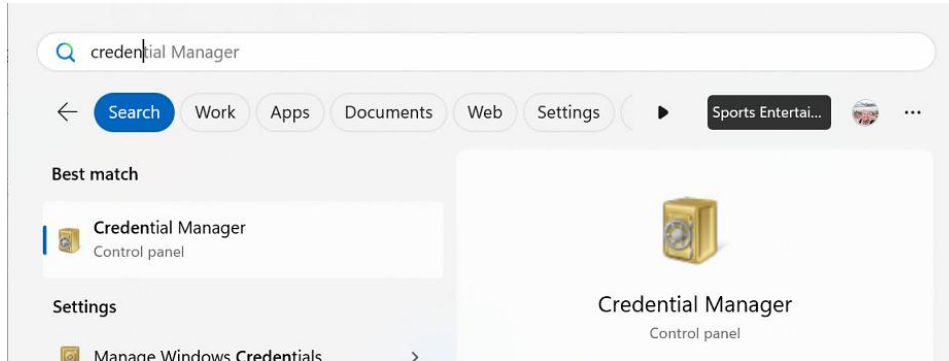 credential Manager
Search Work Apps Documents Web Settings Sports Entertai...
Best match
Credential Manager
Control panel
Settings
Manage Windows Credentials
Credential Manager
Control panel